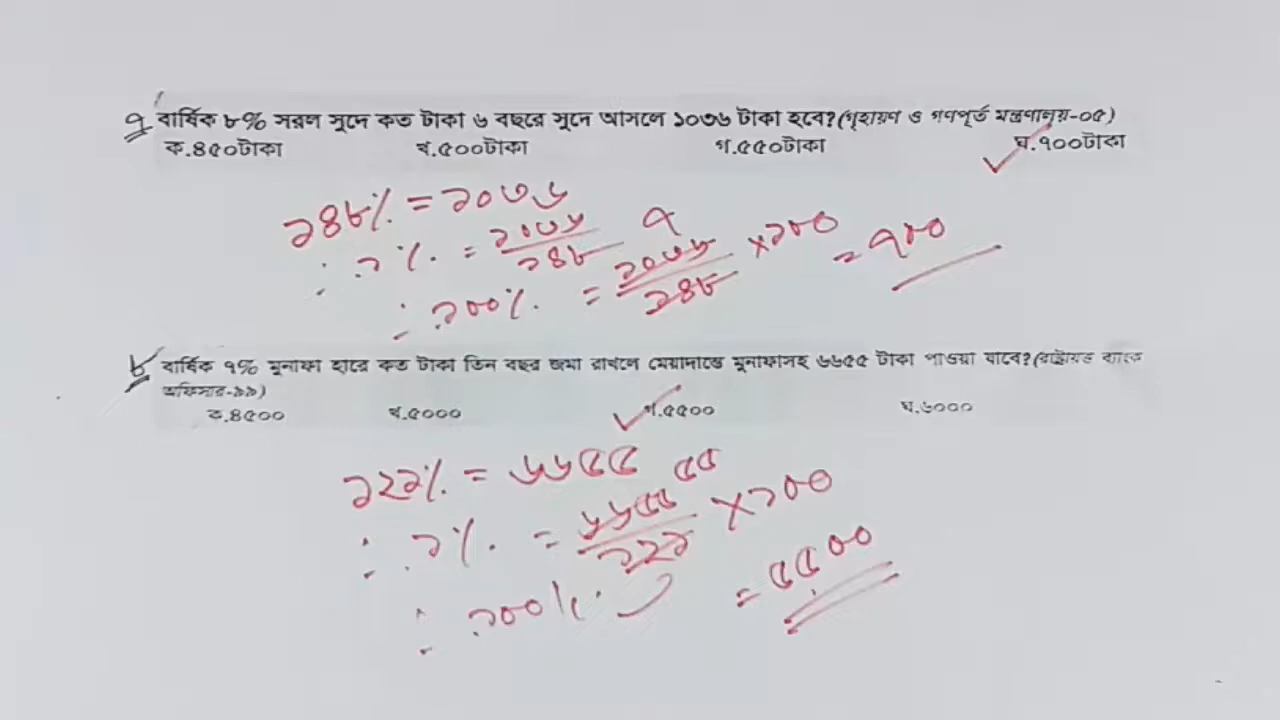 ৭ বার্ষিক ৮% সরল সুদে কত টাকা ৬ বছরে সুদে আসলে ১০৩৬ টাকা হবে?(গৃহায়ণ ও গণপূর্ত মন্ত্রণালয়-০৫)
ক.৪৫০টাকা খ.৫০০টাকা গ.৫৫০টাকা ঘ.৭০০টাকা
১৪৮% = ১০৩৬
∴ ১% = ১০৩৬/১৪৮
∴ ১০০% = ১০৩৬/১৪৮ ×১০০ = ৭০০
৭
৮ বার্ষিক ৭% মুনাফা হারে কত টাকা তিন বছর জমা রাখলে মেয়াদান্তে মুনাফাসহ ৬৬৫৫ টাকা পাওয়া যাবে?(রাষ্ট্রায়ত্ত ব্যাংক
অফিসার-৯৯)
ক.৪৫০০ খ.৫০০০ গ.৫৫০০ ঘ.৬০০০
১২১% = ৬৬৫৫
৫৫
∴ ১% = ৬৬৫৫/১২১ ×১০০
∴ ১০০% = ৫৫০০